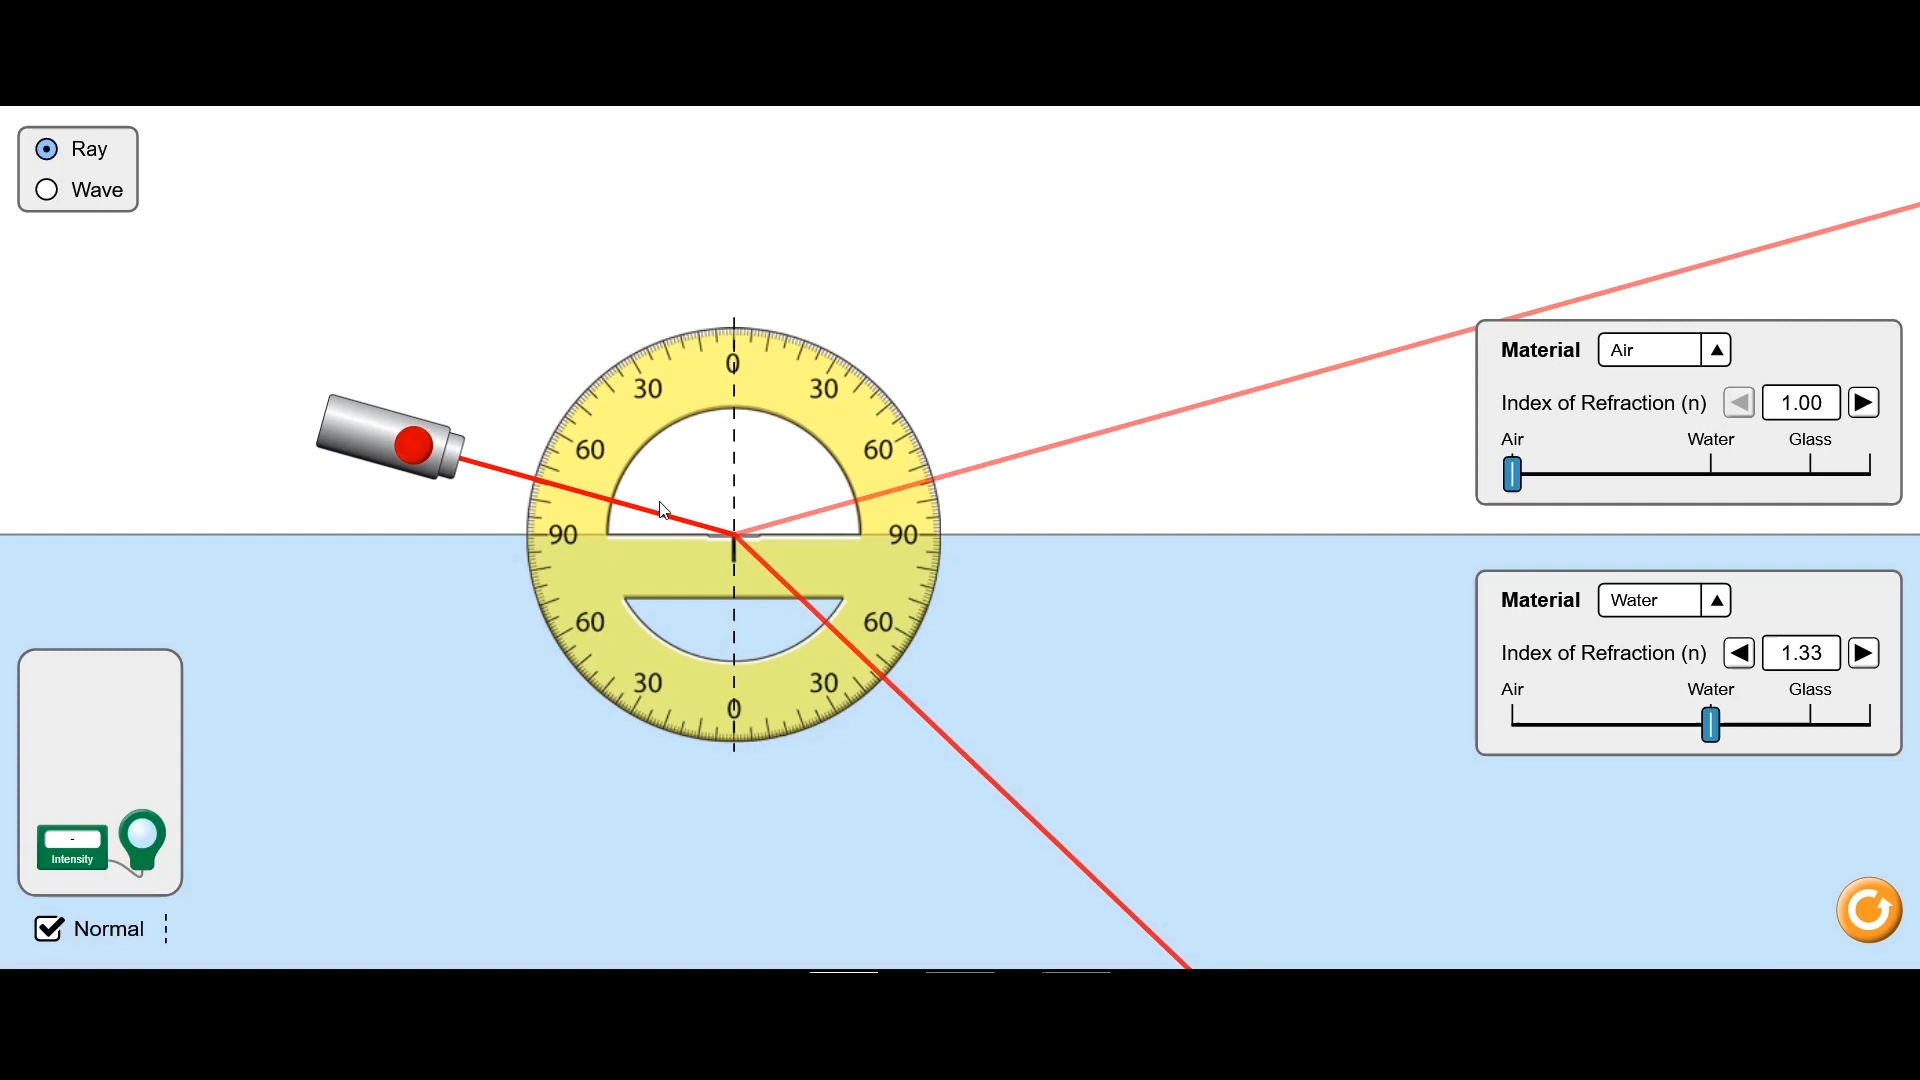 Ray
Wave
Material Air
Index of Refraction (n) 1.00
Air Water Glass
0
30 30
60 60
90 90
60 60
30 30
0
Material Water
Index of Refraction (n) 1.33
Air Water Glass
-
Intensity
Normal